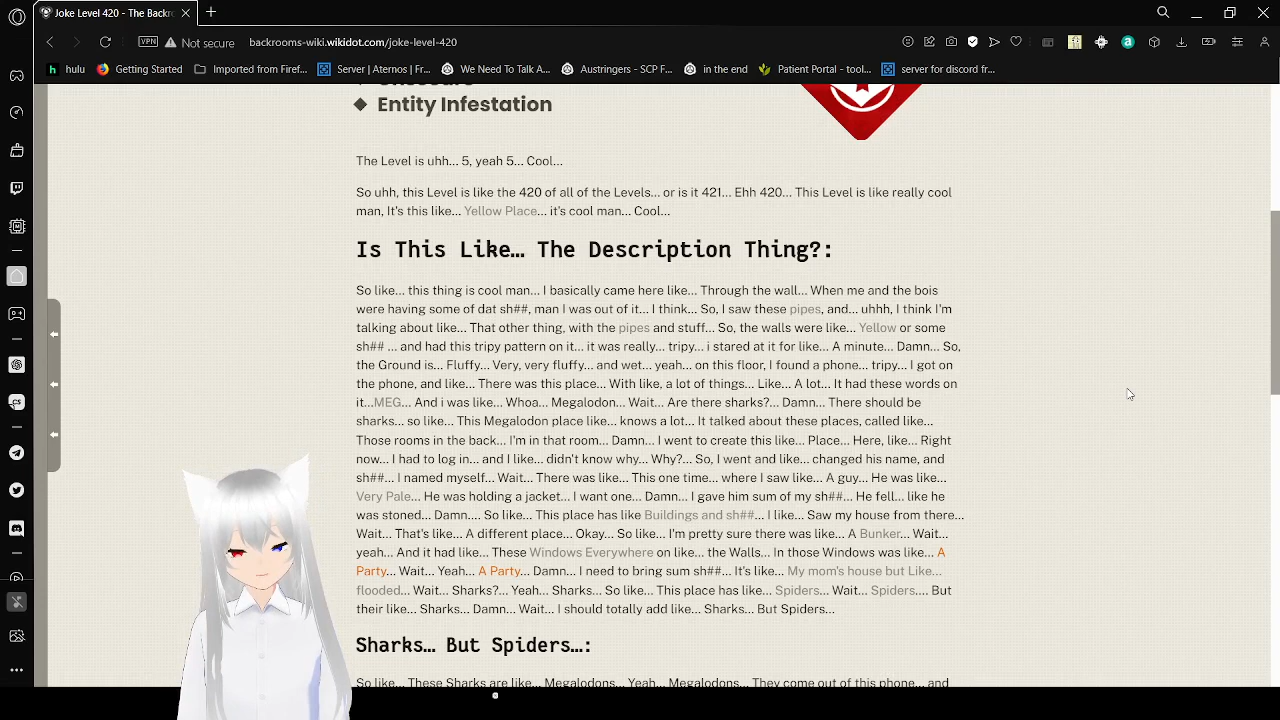 Joke Level 420 - The Backro
Not secure
backrooms-wiki.wikidot.com/joke-level-420
VPN
h hulu
Getting Started
Imported from Firef...
Server | Aternos | Fr...
We Need To Talk A...
Austringers - SCP F...
in the end
Patient Portal - tool...
server for discord fr...
Entity Infestation
The Level is uhh... 5, yeah 5... Cool...
So uhh, this Level is like the 420 of all of the Levels... or is it 421... Ehh 420... This Level is like really cool
man, It's this like... Yellow Place... it's cool man... Cool...
Is This Like... The Description Thing?:
So like... this thing is cool man... I basically came here like... Through the wall... When me and the bois
were having some of dat sh##, man I was out of it... I think... So, I saw these pipes, and... uhhh, I think I'm
talking about like... That other thing, with the pipes and stuff... So, the walls were like... Yellow or some
sh## ... and had this tripy pattern on it... it was really... tripy... i stared at it for like... A minute... Damn... So,
the Ground is... Fluffy... Very, very fluffy... and wet... yeah... on this floor, I found a phone... tripy... I got on
the phone, and like... There was this place... With like, a lot of things... Like... A lot... It had these words on
it...MEG... And i was like... Whoa... Megalodon... Wait... Are there sharks?... Damn... There should be
sharks... so like... This Megalodon place like... knows a lot... It talked about these places, called like...
Those rooms in the back... I'm in that room... Damn... I went to create this like... Place... Here, like... Right
now... I had to log in... and I like... didn't know why... Why?... So, I went and like... changed his name, and
sh##... I named myself... Wait... There was like... This one time... where I saw like... A guy... He was like...
Very Pale... He was holding a jacket... I want one... Damn... I gave him sum of my sh##... He fell... like he
was stoned... Damn.... So like... This place has like Buildings and sh##... I like... Saw my house from there...
Wait... That's like... A different place... Okay... So like... I'm pretty sure there was like... A Bunker... Wait...
yeah... And it had like... These Windows Everywhere on like... the Walls... In those Windows was like... A
Party... Wait... Yeah... A Party... Damn... I need to bring sum sh##... It's like... My mom's house but Like...
flooded... Wait... Sharks?... Yeah... Sharks... So like... This place has like... Spiders... Wait... Spiders.... But
their like... Sharks... Damn... Wait... I should totally add like... Sharks... But Spiders...
Sharks... But Spiders...:
So like... These Sharks are like... Megalodons... Yeah... Megalodons... They come out of this phone... and